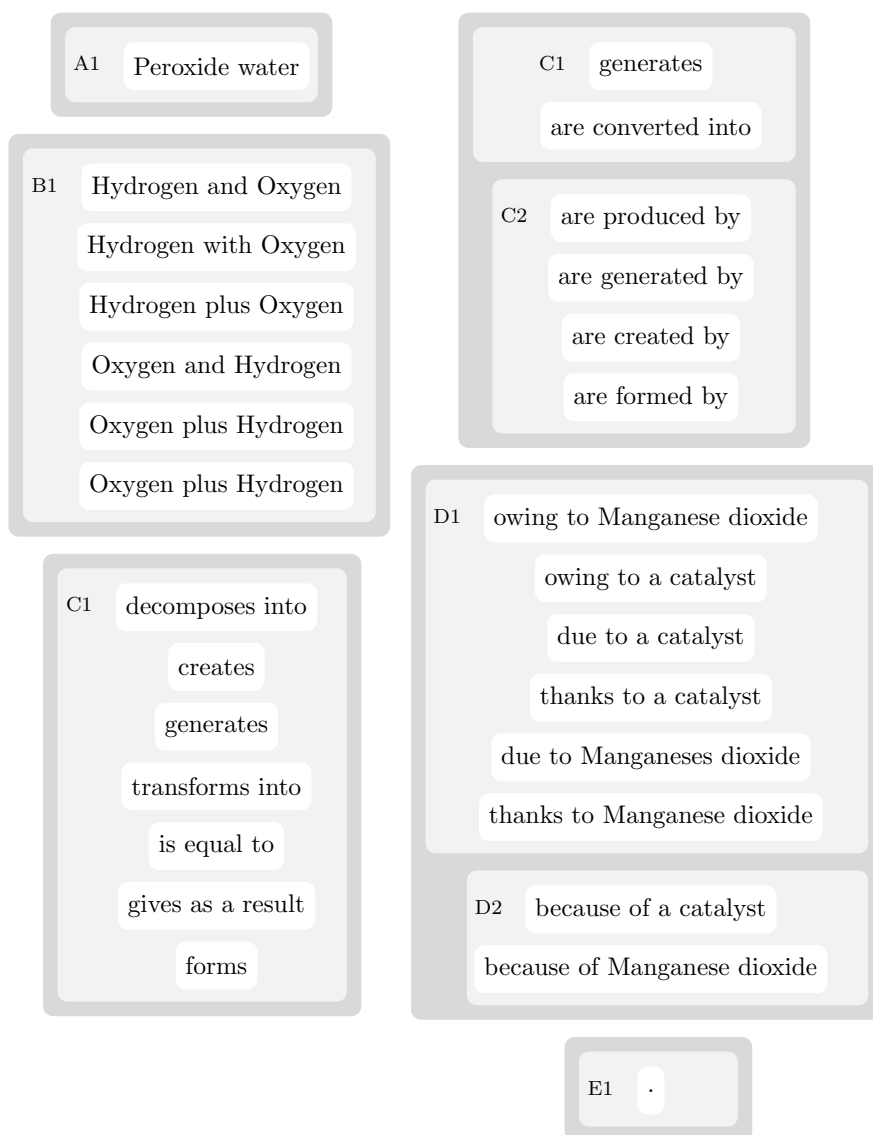 A1 Peroxide water
B1 Hydrogen and Oxygen
Hydrogen with Oxygen
Hydrogen plus Oxygen
Oxygen and Hydrogen
Oxygen plus Hydrogen
Oxygen plus Hydrogen
C1 decomposes into
creates
generates
transforms into
is equal to
gives as a result
forms
C1 generates
are converted into
C2 are produced by
are generated by
are created by
are formed by
D1 owing to Manganese dioxide
owing to a catalyst
due to a catalyst
thanks to a catalyst
due to Manganeses dioxide
thanks to Manganese dioxide
D2 because of a catalyst
because of Manganese dioxide
E1 .